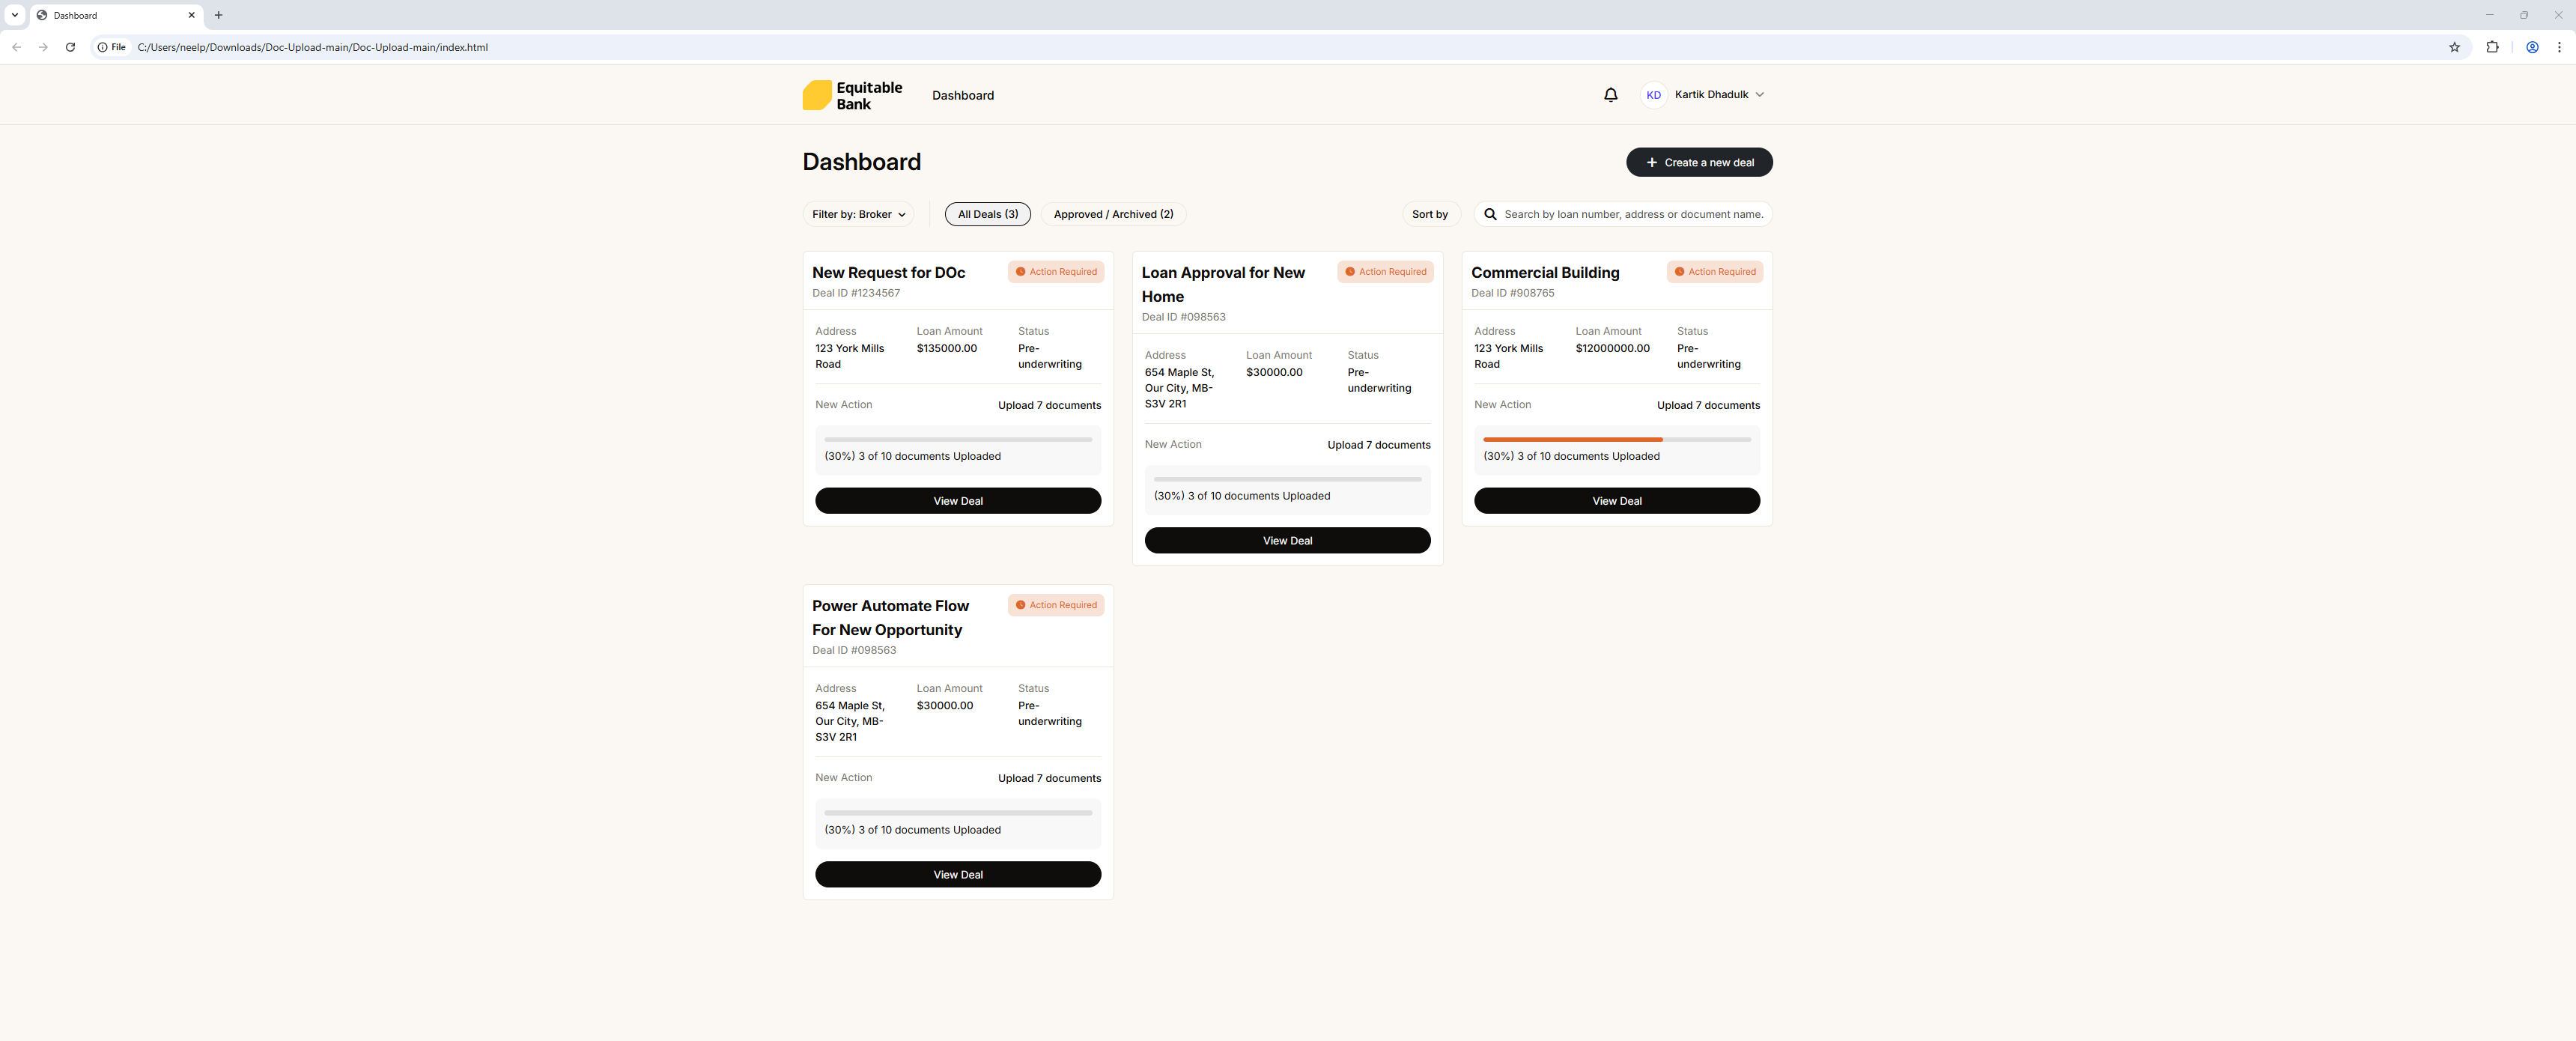 Dashboard
File C:/Users/neelp/Downloads/Doc-Upload-main/Doc-Upload-main/index.html
Equitable
Bank
Dashboard
KD Kartik Dhadulk
Dashboard
Create a new deal
Filter by: Broker
All Deals (3)
Approved / Archived (2)
Sort by
Search by loan number, address or document name.
New Request for DOc
Action Required
Deal ID #1234567
Address
123 York Mills
Road
Loan Amount
$135000.00
Status
Pre-
underwriting
New Action
Upload 7 documents
(30%) 3 of 10 documents Uploaded
View Deal
Loan Approval for New
Home
Action Required
Deal ID #098563
Address
654 Maple St,
Our City, MB-
S3V 2R1
Loan Amount
$30000.00
Status
Pre-
underwriting
New Action
Upload 7 documents
(30%) 3 of 10 documents Uploaded
View Deal
Commercial Building
Action Required
Deal ID #908765
Address
123 York Mills
Road
Loan Amount
$12000000.00
Status
Pre-
underwriting
New Action
Upload 7 documents
(30%) 3 of 10 documents Uploaded
View Deal
Power Automate Flow
For New Opportunity
Action Required
Deal ID #098563
Address
654 Maple St,
Our City, MB-
S3V 2R1
Loan Amount
$30000.00
Status
Pre-
underwriting
New Action
Upload 7 documents
(30%) 3 of 10 documents Uploaded
View Deal